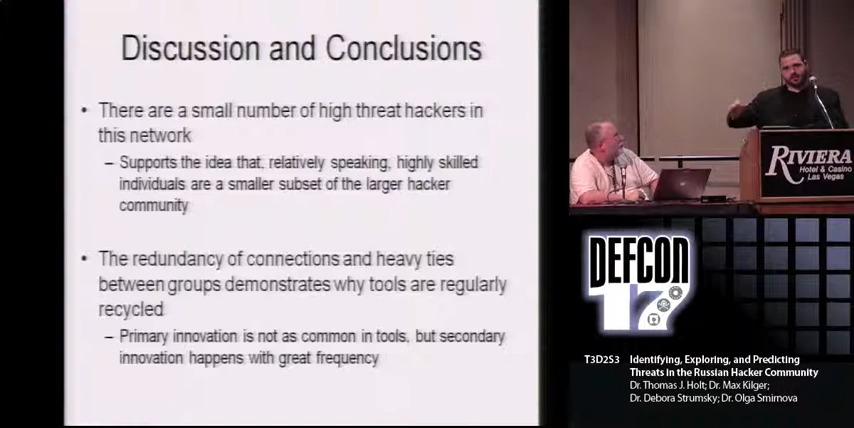 Discussion and Conclusions
• There are a small number of high threat hackers in
this network
– Supports the idea that, relatively speaking, highly skilled
individuals are a smaller subset of the larger hacker
community
• The redundancy of connections and heavy ties
between groups demonstrates why tools are regularly
recycled
– Primary innovation is not as common in tools, but secondary
innovation happens with great frequency
RIVIERA
Hotel & Casino
Las Vegas
DEFCON
17
T3D2S3 Identifying, Exploring, and Predicting
Threats in the Russian Hacker Community
Dr. Thomas J. Holt; Dr. Max Kilger;
Dr. Debora Strumsky; Dr. Olga Smirnova